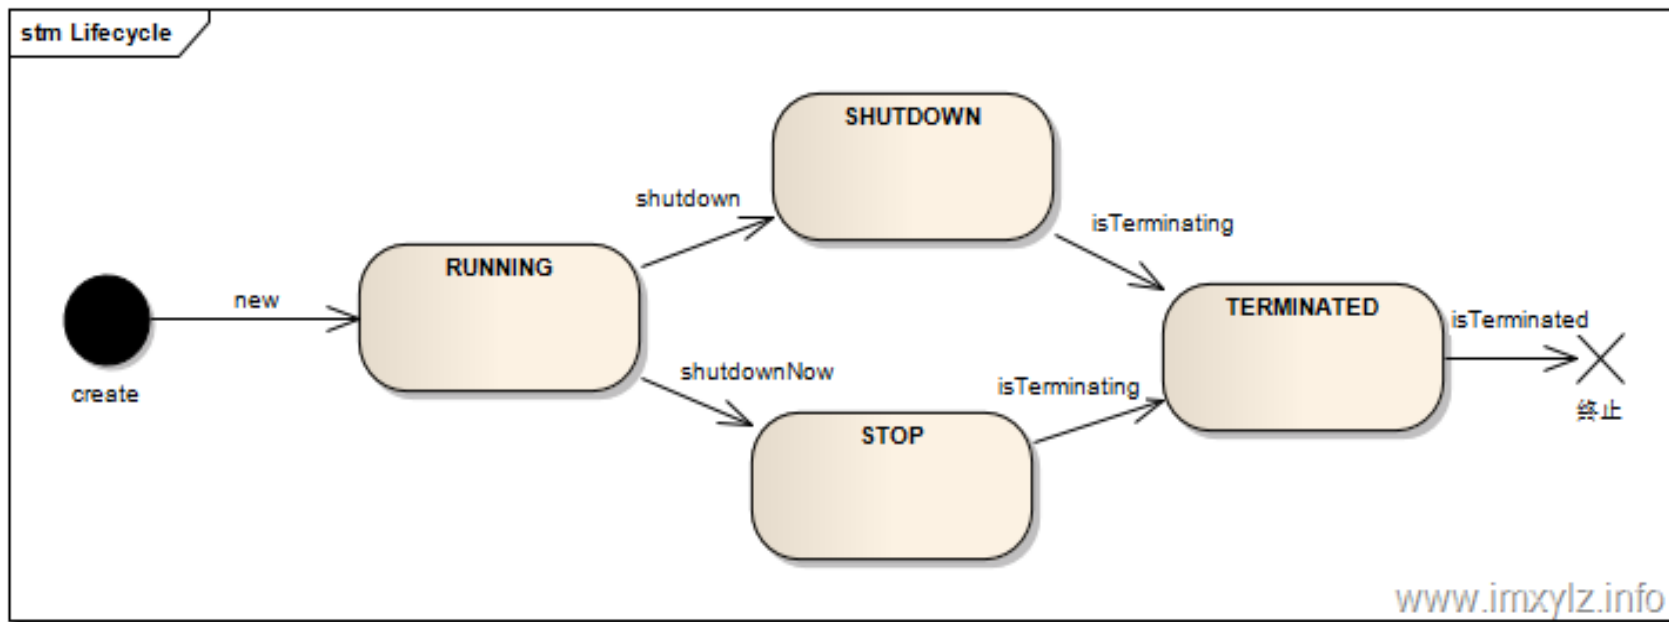 stm Lifecycle
SHUTDOWN
shutdown
isTerminating
RUNNING
new
TERMINATED
isTerminated
create
shutdownNow
isTerminating
终止
STOP
www.imxylz.info